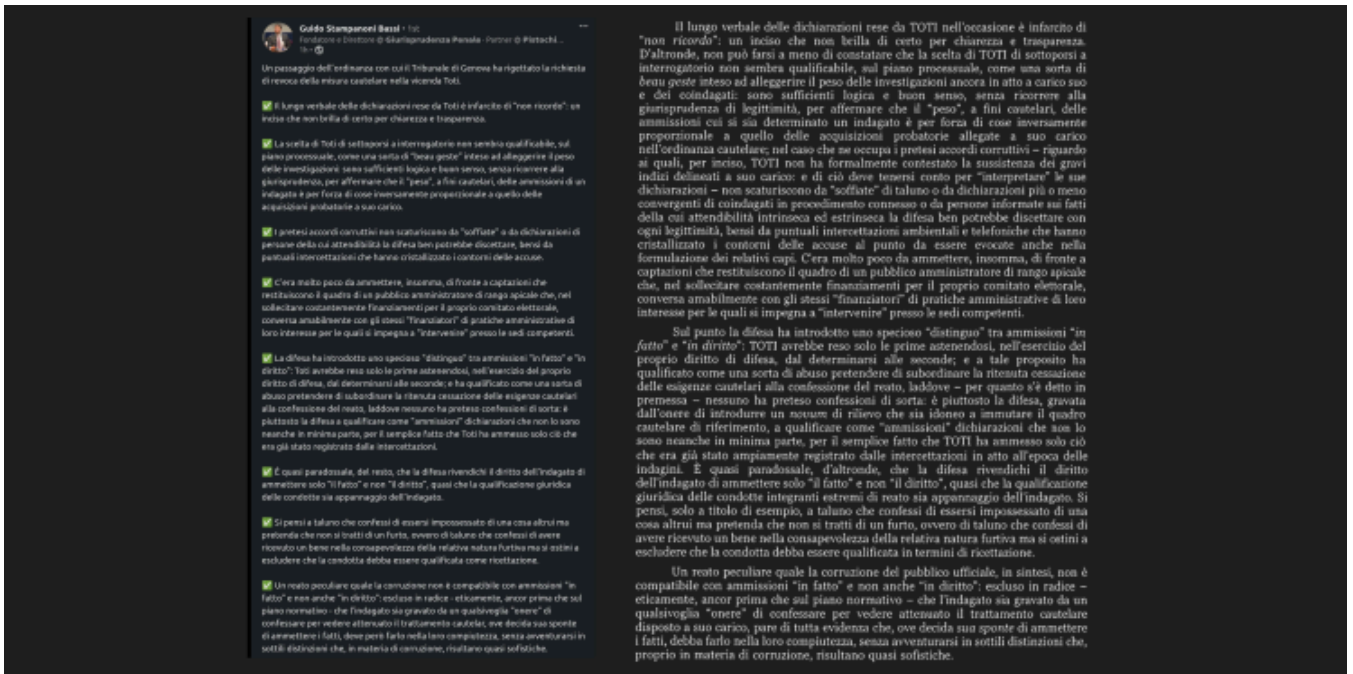 Guido Stampanoni Bassi • 1st
Fondatore e Direttore @ Giurisprudenza Penale - Partner @ Pistochi...
1h •
Un passaggio dell'ordinanza con cui il Tribunale di Genova ha rigettato la richiesta
di revoca della misura cautelare nella vicenda Toti.
✅ Il lungo verbale delle dichiarazioni rese da Toti è infarcito di "non ricordo": un
inciso che non brilla di certo per chiarezza e trasparenza.
✅ La scelta di Toti di sottoporsi a interrogatorio non sembra qualificabile, sul
piano processuale, come una sorta di "beau geste" inteso ad alleggerire il peso
delle investigazioni: sono sufficienti logica e buon senso, senza ricorrere alla
giurisprudenza, per affermare che il "peso", a fini cautelari, delle ammissioni di un
indagato è per forza di cose inversamente proporzionale a quello delle
acquisizioni probatorie a suo carico.
✅ I pretesi accordi corruttivi non scaturiscono da "soffiate" o da dichiarazioni di
persone della cui attendibilità la difesa ben potrebbe discettare, bensì da
puntuali intercettazioni che hanno cristallizzato i contorni delle accuse.
✅ C'era molto poco da ammettere, insomma, di fronte a captazioni che
restituiscono il quadro di un pubblico amministratore di rango apicale che, nel
sollecitare costantemente finanziamenti per il proprio comitato elettorale,
conversa amabilmente con gli stessi "finanziatori" di pratiche amministrative di
loro interesse per le quali si impegna a "intervenire" presso le sedi competenti.
✅ La difesa ha introdotto uno specioso "distinguo" tra ammissioni "in fatto" e "in
diritto": Toti avrebbe reso solo le prime astenendosi, nell'esercizio del proprio
diritto di difesa, dal determinarsi alle seconde; e ha qualificato come una sorta di
abuso pretendere di subordinare la ritenuta cessazione delle esigenze cautelari
alla confessione del reato, laddove nessuno ha preteso confessioni di sorta: è
piuttosto la difesa a qualificare come "ammissioni" dichiarazioni che non lo sono
neanche in minima parte, per il semplice fatto che Toti ha ammesso solo ciò che
era già stato registrato dalle intercettazioni.
✅ È quasi paradossale, del resto, che la difesa rivendichi il diritto dell'indagato di
ammettere solo "il fatto" e non "il diritto", quasi che la qualificazione giuridica
delle condotte sia appannaggio dell'indagato.
✅ Si pensi a taluno che confessi di essersi impossessato di una cosa altrui ma
pretenda che non si tratti di un furto, ovvero di taluno che confessi di avere
ricevuto un bene nella consapevolezza della relativa natura furtiva ma si ostini a
escludere che la condotta debba essere qualificata come ricettazione.
✅ Un reato peculiare quale la corruzione non è compatibile con ammissioni "in
fatto" e non anche "in diritto": escluso in radice - eticamente, ancor prima che sul
piano normativo - che l'indagato sia gravato da un qualsivoglia "onere" di
confessare per vedere attenuato il trattamento cautelar, ove decida sua sponte
di ammettere i fatti, deve però farlo nella loro compiutezza, senza avventurarsi in
sottili distinzioni che, in materia di corruzione, risultano quasi sofistiche.
Il lungo verbale delle dichiarazioni rese da TOTI nell'occasione è infarcito di
"non ricordo": un inciso che non brilla di certo per chiarezza e trasparenza.
D'altronde, non può farsi a meno di constatare che la scelta di TOTI di sottoporsi a
interrogatorio non sembra qualificabile, sul piano processuale, come una sorta di
beau geste inteso ad alleggerire il peso delle investigazioni ancora in atto a carico suo
e dei coindagati: sono sufficienti logica e buon senso, senza ricorrere alla
giurisprudenza di legittimità, per affermare che il "peso", a fini cautelari, delle
ammissioni cui si sia determinato un indagato è per forza di cose inversamente
proporzionale a quello delle acquisizioni probatorie allegate a suo carico
nell'ordinanza cautelare; nel caso che ne occupa i pretesi accordi corruttivi – riguardo
ai quali, per inciso, TOTI non ha formalmente contestato la sussistenza dei gravi
indizi delineati a suo carico: e di ciò deve tenersi conto per "interpretare" le sue
dichiarazioni – non scaturiscono da "soffiate" di taluno o da dichiarazioni più o meno
convergenti di coindagati in procedimento connesso o da persone informate sui fatti
della cui attendibilità intrinseca ed estrinseca la difesa ben potrebbe discettare con
ogni legittimità, bensì da puntuali intercettazioni ambientali e telefoniche che hanno
cristallizzato i contorni delle accuse al punto da essere evocate anche nella
formulazione dei relativi capi. C'era molto poco da ammettere, insomma, di fronte a
captazioni che restituiscono il quadro di un pubblico amministratore di rango apicale
che, nel sollecitare costantemente finanziamenti per il proprio comitato elettorale,
conversa amabilmente con gli stessi "finanziatori" di pratiche amministrative di loro
interesse per le quali si impegna a "intervenire" presso le sedi competenti.
Sul punto la difesa ha introdotto uno specioso "distinguo" tra ammissioni "in
fatto" e "in diritto": TOTI avrebbe reso solo le prime astenendosi, nell'esercizio del
proprio diritto di difesa, dal determinarsi alle seconde; e a tale proposito ha
qualificato come una sorta di abuso pretendere di subordinare la ritenuta cessazione
delle esigenze cautelari alla confessione del reato, laddove – per quanto s'è detto in
premessa – nessuno ha preteso confessioni di sorta: è piuttosto la difesa, gravata
dall'onere di introdurre un novum di rilievo che sia idoneo a immutare il quadro
cautelare di riferimento, a qualificare come "ammissioni" dichiarazioni che non lo
sono neanche in minima parte, per il semplice fatto che TOTI ha ammesso solo ciò
che era già stato ampiamente registrato dalle intercettazioni in atto all'epoca delle
indagini. È quasi paradossale, d'altronde, che la difesa rivendichi il diritto
dell'indagato di ammettere solo "il fatto" e non "il diritto", quasi che la qualificazione
giuridica delle condotte integranti estremi di reato sia appannaggio dell'indagato. Si
pensi, solo a titolo di esempio, a taluno che confessi di essersi impossessato di una
cosa altrui ma pretenda che non si tratti di un furto, ovvero di taluno che confessi di
avere ricevuto un bene nella consapevolezza della relativa natura furtiva ma si ostini a
escludere che la condotta debba essere qualificata in termini di ricettazione.
Un reato peculiare quale la corruzione del pubblico ufficiale, in sintesi, non è
compatibile con ammissioni "in fatto" e non anche "in diritto": escluso in radice –
eticamente, ancor prima che sul piano normativo – che l'indagato sia gravato da un
qualsivoglia "onere" di confessare per vedere attenuato il trattamento cautelare
disposto a suo carico, pare di tutta evidenza che, ove decida sua sponte di ammettere
i fatti, debba farlo nella loro compiutezza, senza avventurarsi in sottili distinzioni che,
proprio in materia di corruzione, risultano quasi sofistiche.